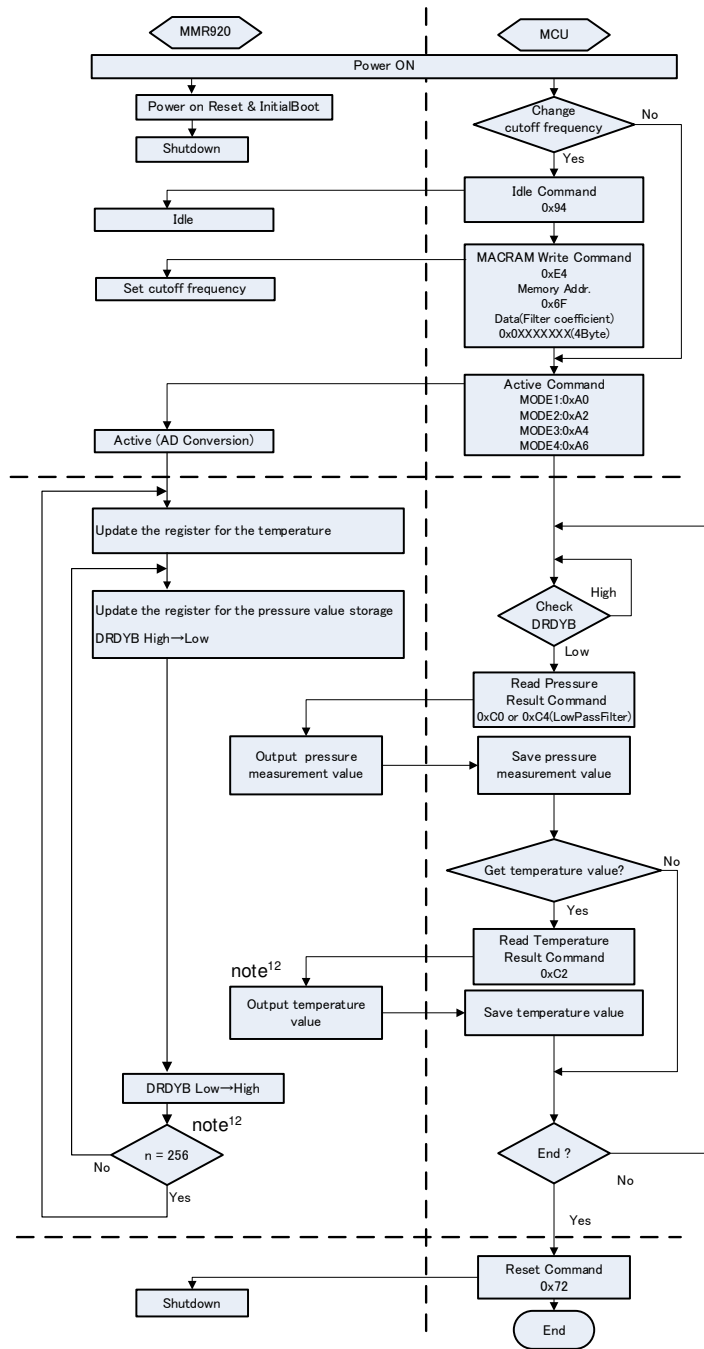 MMR920
MCU
Power ON
Power on Reset & InitialBoot
Shutdown
Change
cutoff frequency
No
Yes
Idle Command
0x94
Idle
MACRAM Write Command
0xE4
Memory Addr.
0x6F
Data(Filter coefficient)
0x0XXXXXXX(4Byte)
Set cutoff frequency
Active Command
MODE1:0xA0
MODE2:0xA2
MODE3:0xA4
MODE4:0xA6
Active (AD Conversion)
Update the register for the temperature
Update the register for the pressure value storage
DRDYB High→Low
High
Check
DRDYB
Low
Read Pressure
Result Command
0xC0 or 0xC4(LowPassFilter)
Output pressure
measurement value
Save pressure
measurement value
Get temperature value?
No
Yes
Read Temperature
Result Command
0xC2
note12
Output temperature
value
Save temperature value
DRDYB Low→High
note12
n = 256
No
Yes
End ?
No
Yes
Reset Command
0x72
Shutdown
End